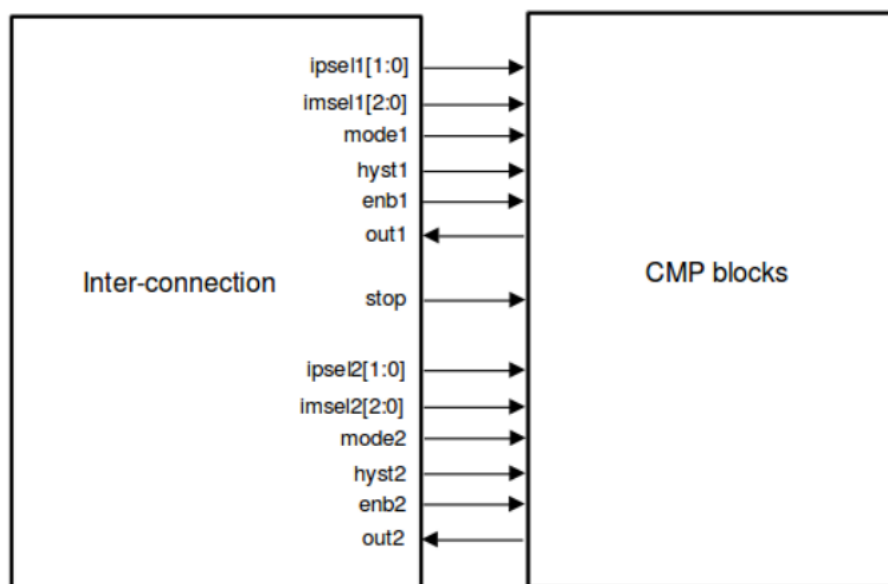 ipsel1[1:0]
imsel1[2:0]
mode1
hyst1
enb1
out1
Inter-connection
CMP blocks
stop
ipsel2[1:0]
imsel2[2:0]
mode2
hyst2
enb2
out2